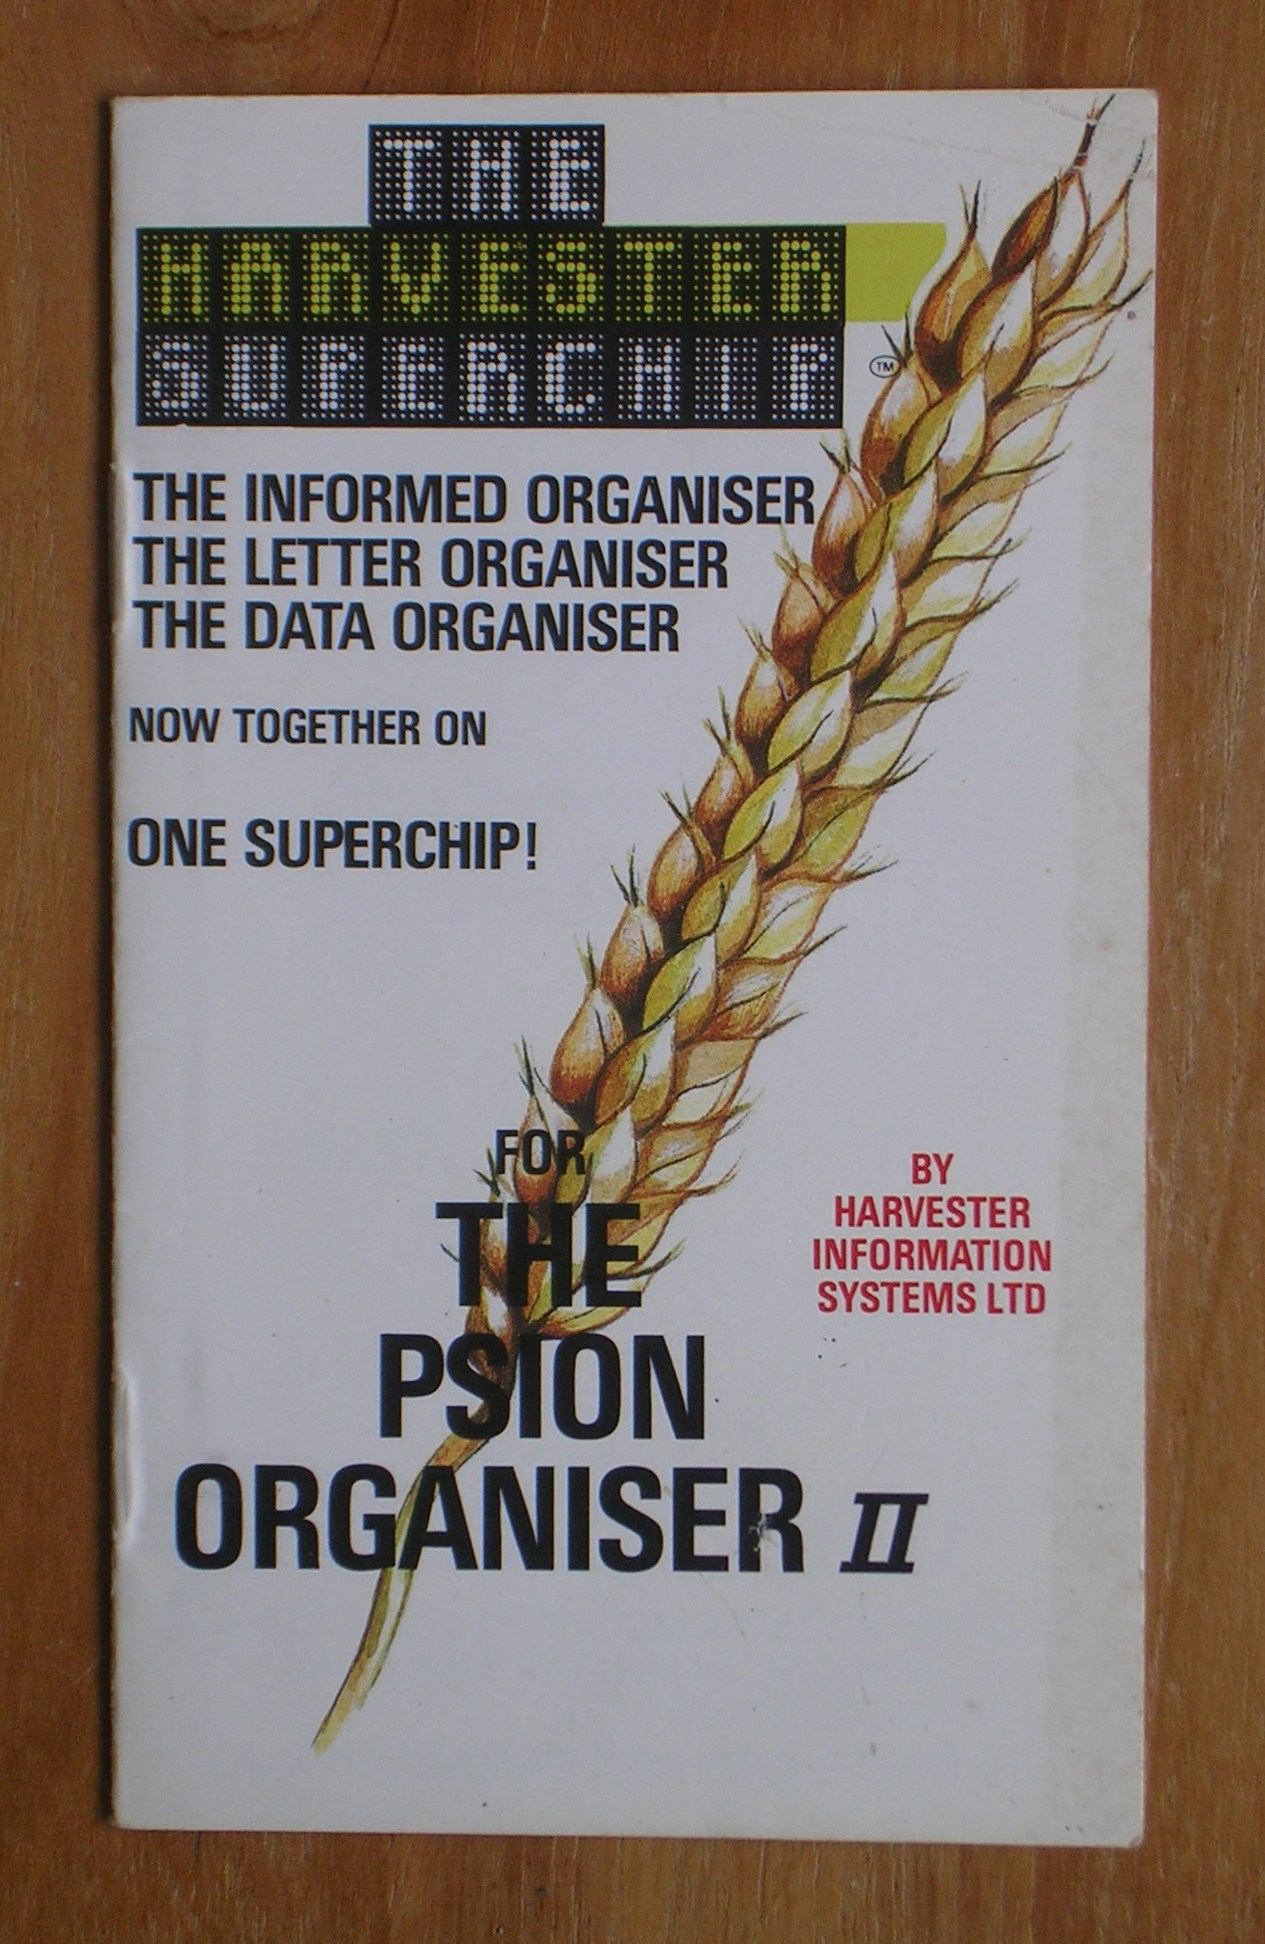 THE
HARVESTER
SUPERCHIP
TM
THE INFORMED ORGANISER
THE LETTER ORGANISER
THE DATA ORGANISER
NOW TOGETHER ON
ONE SUPERCHIP!
FOR
THE
PSION
ORGANISER II
BY
HARVESTER
INFORMATION
SYSTEMS LTD